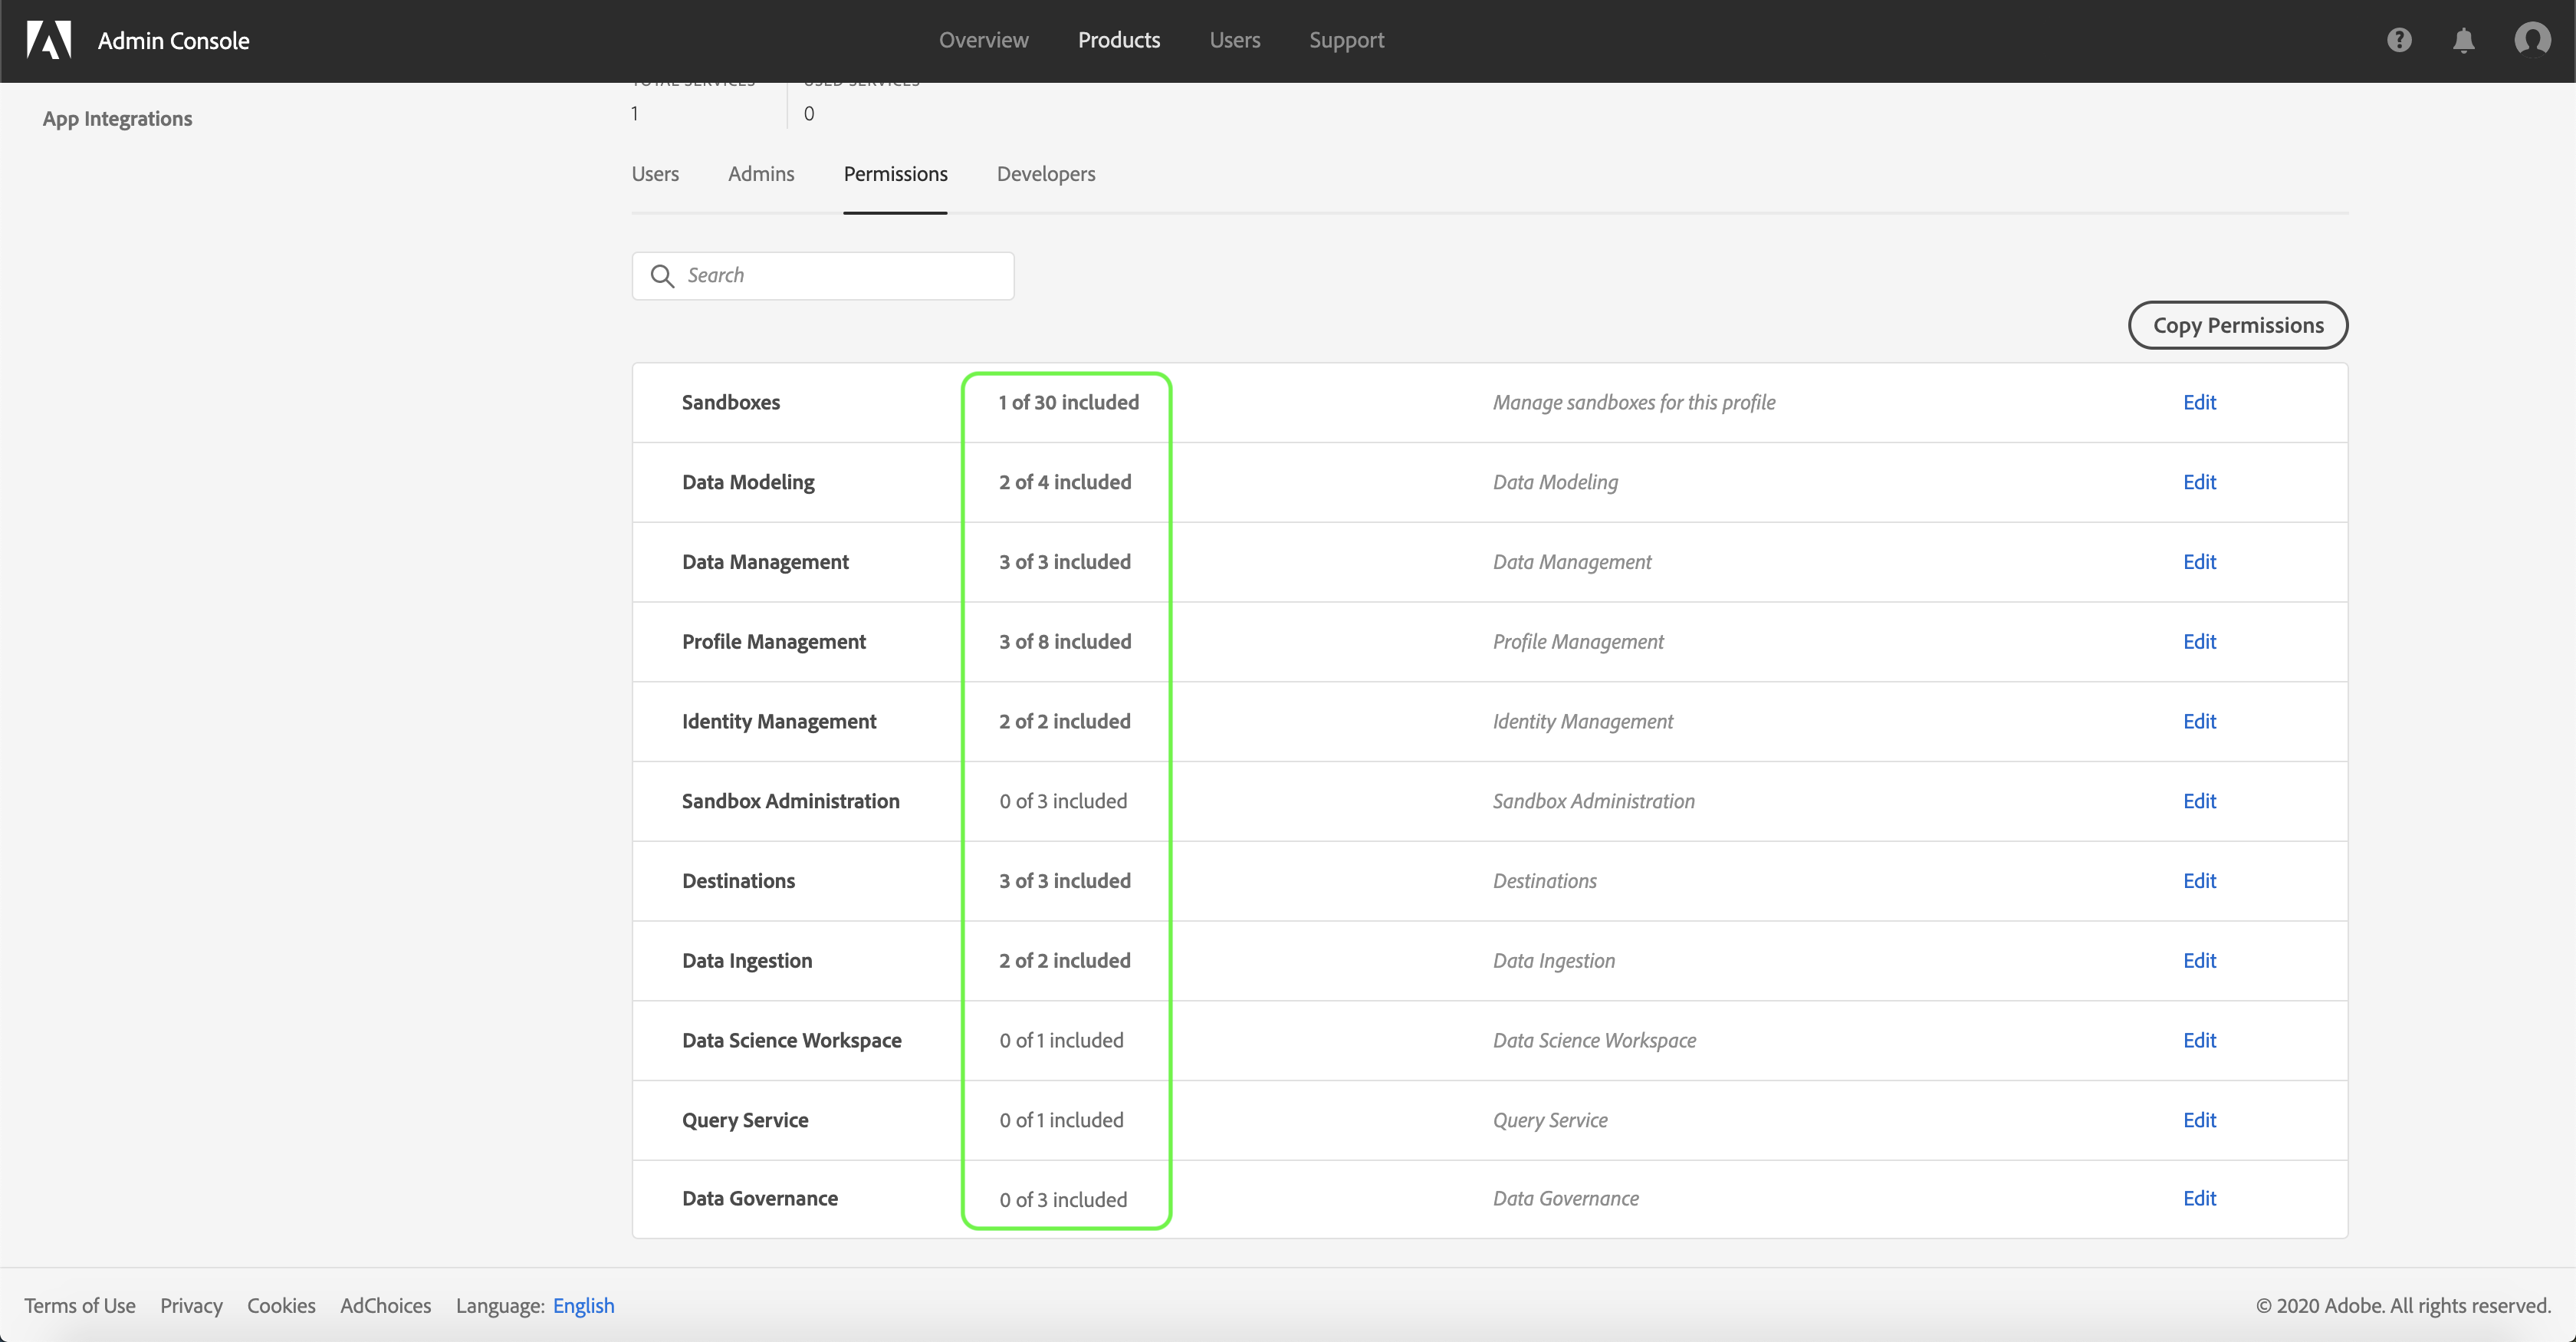 Admin Console
Overview Products Users Support
App Integrations
TOTAL SERVICES USED SERVICES
1 0
Users Admins Permissions Developers
Search
Copy Permissions
Sandboxes 1 of 30 included Manage sandboxes for this profile Edit
Data Modeling 2 of 4 included Data Modeling Edit
Data Management 3 of 3 included Data Management Edit
Profile Management 3 of 8 included Profile Management Edit
Identity Management 2 of 2 included Identity Management Edit
Sandbox Administration 0 of 3 included Sandbox Administration Edit
Destinations 3 of 3 included Destinations Edit
Data Ingestion 2 of 2 included Data Ingestion Edit
Data Science Workspace 0 of 1 included Data Science Workspace Edit
Query Service 0 of 1 included Query Service Edit
Data Governance 0 of 3 included Data Governance Edit
Terms of Use Privacy Cookies AdChoices Language: English © 2020 Adobe. All rights reserved.